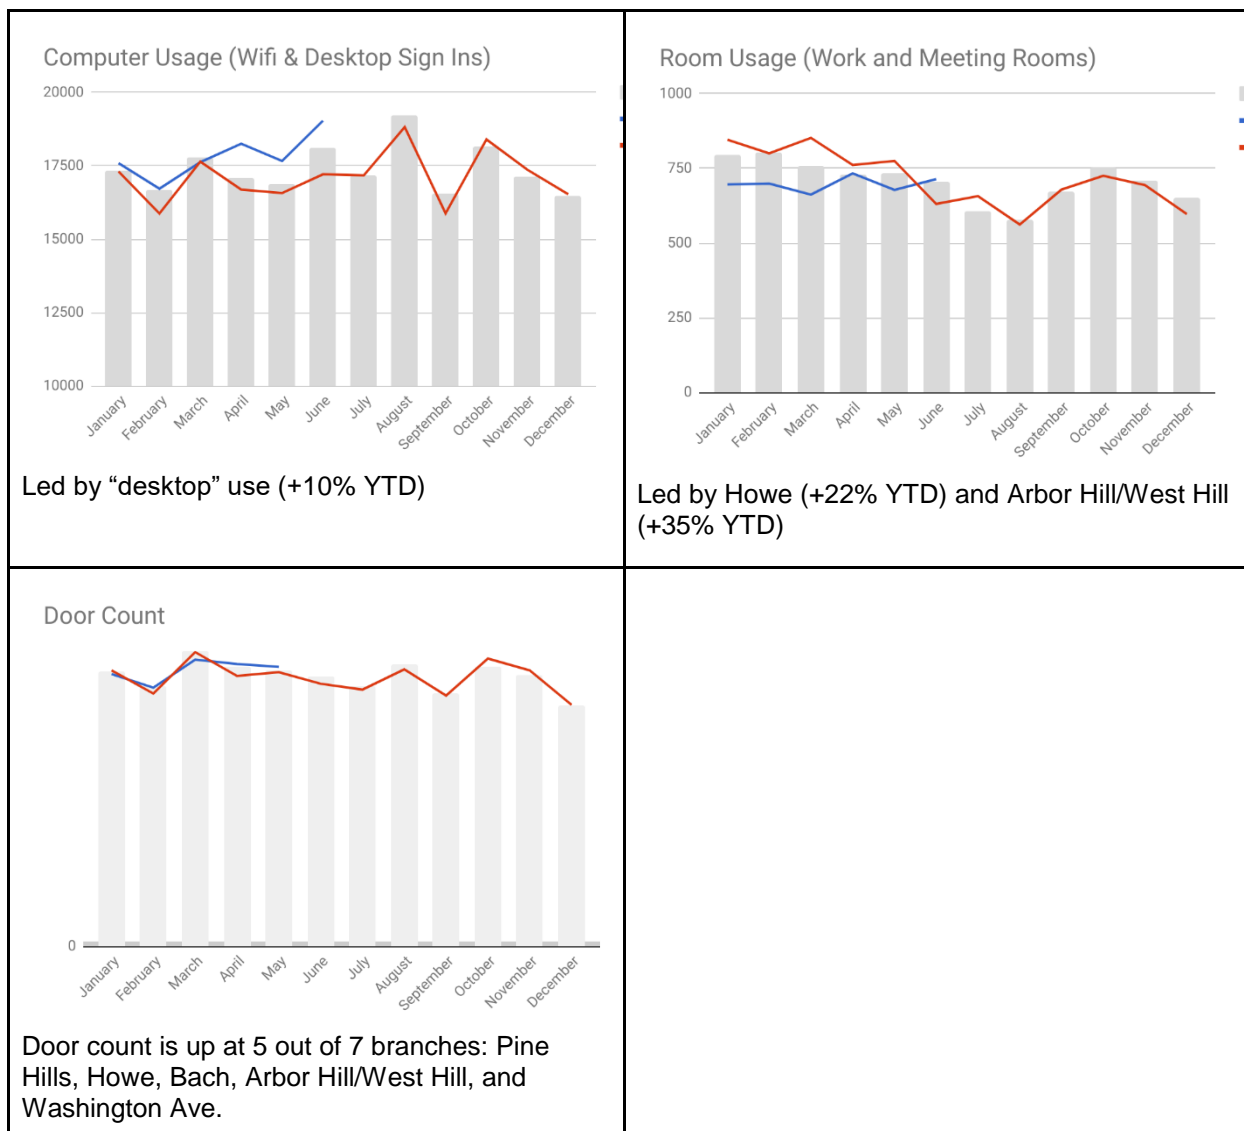 Computer Usage (Wifi & Desktop Sign Ins)
20000
17500
15000
12500
10000
January
February
March
April
May
June
July
August
September
October
November
December
Led by “desktop” use (+10% YTD)
Room Usage (Work and Meeting Rooms)
1000
750
500
250
0
January
February
March
April
May
June
July
August
September
October
November
December
Led by Howe (+22% YTD) and Arbor Hill/West Hill
(+35% YTD)
Door Count
0
January
February
March
April
May
June
July
August
September
October
November
December
Door count is up at 5 out of 7 branches: Pine
Hills, Howe, Bach, Arbor Hill/West Hill, and
Washington Ave.